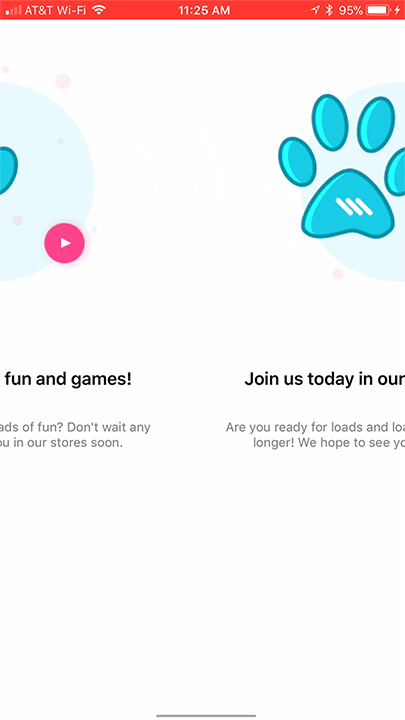 AT&T Wi-Fi 11:25 AM 95%
fun and games!
ads of fun? Don't wait any
ou in our stores soon.
Join us today in our
Are you ready for loads and loa
longer! We hope to see yo